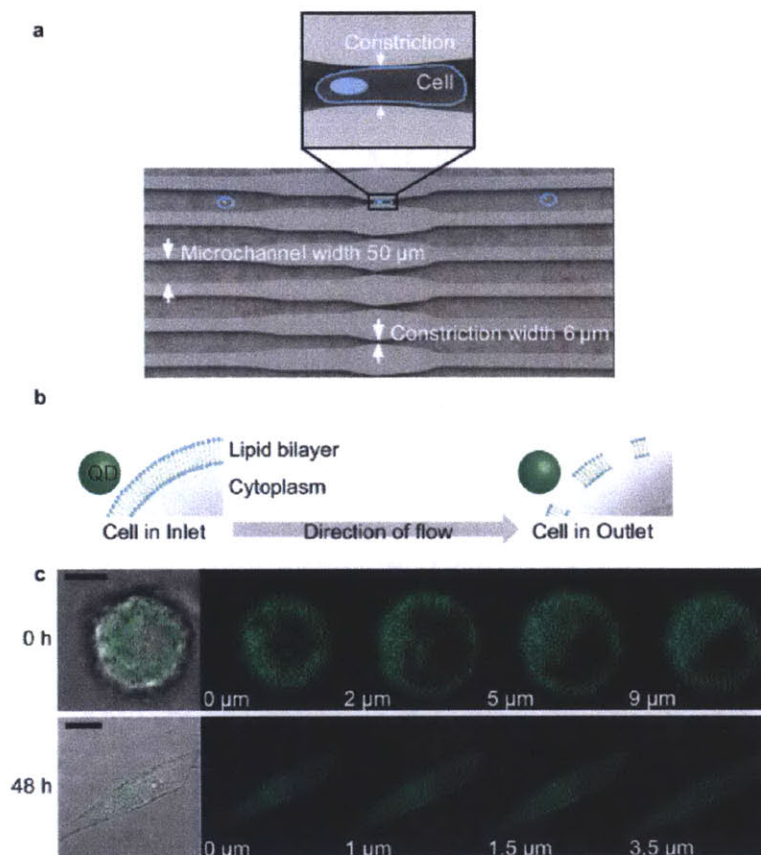 a
Constriction
Cell
Microchannel width 50 μm
Constriction width 6 μm
b
QD
Lipid bilayer
Cytoplasm
Cell in Inlet Direction of flow Cell in Outlet
c
0 h
0 μm 2 μm 5 μm 9 μm
48 h
0 μm 1 μm 1.5 μm 3.5 μm